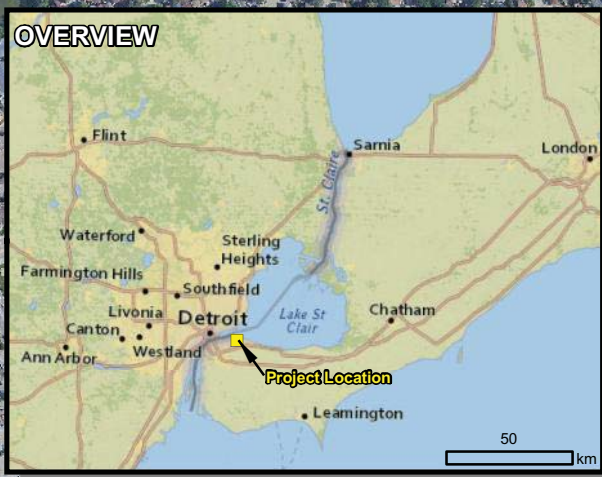 OVERVIEW
Flint
Sarnia
London
St. Claire
Waterford
Sterling
Heights
Farmington Hills
Southfield
Livonia
Detroit
Lake St
Clair
Chatham
Canton
Ann Arbor
Westland
Project Location
Leamington
50
km